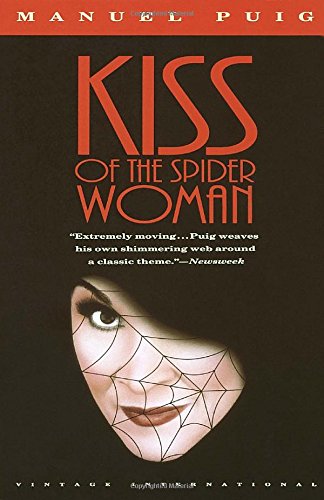 MANUEL PUIG
KISS
OF THE SPIDER
WOMAN
“Extremely moving...Puig weaves
his own shimmering web around
a classic theme.”—Newsweek
VINTAGE INTERNATIONAL